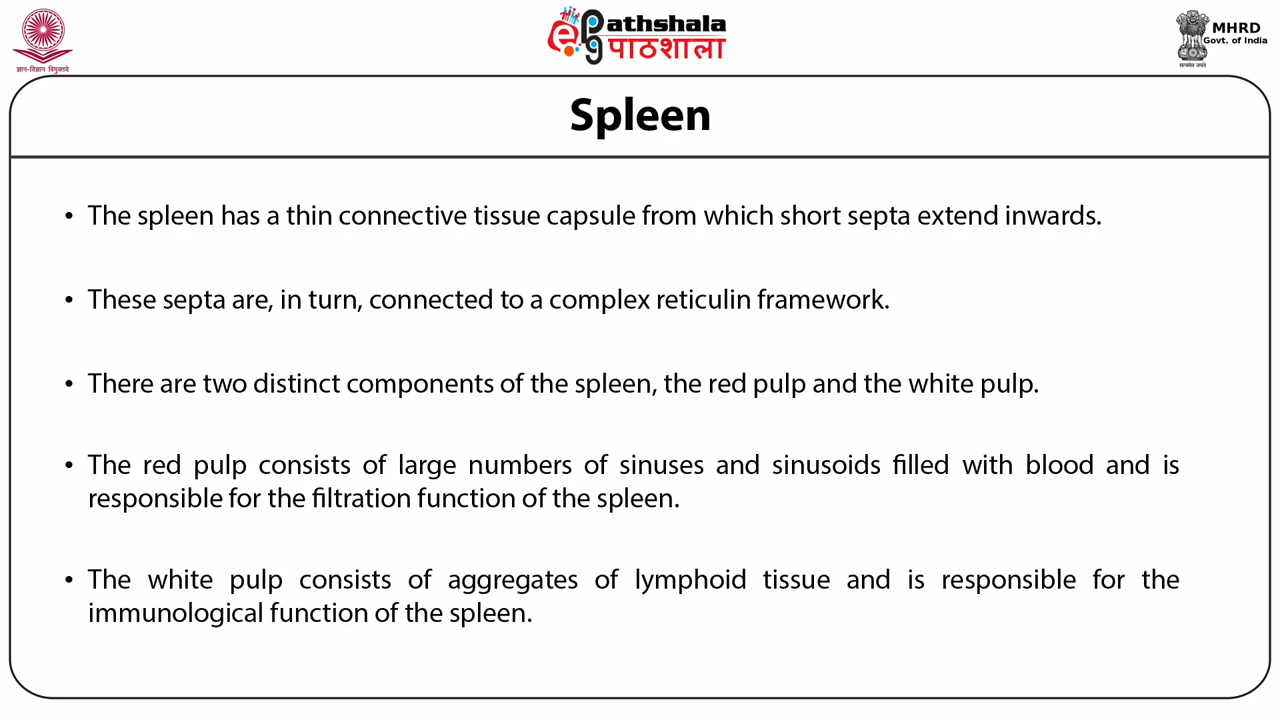 ज्ञान-विज्ञान विमुक्तये
ePathshala
पाठशाला
MHRD
Govt. of India
सत्यमेव जयते
Spleen
• The spleen has a thin connective tissue capsule from which short septa extend inwards.
• These septa are, in turn, connected to a complex reticulin framework.
• There are two distinct components of the spleen, the red pulp and the white pulp.
• The red pulp consists of large numbers of sinuses and sinusoids filled with blood and is
responsible for the filtration function of the spleen.
• The white pulp consists of aggregates of lymphoid tissue and is responsible for the
immunological function of the spleen.